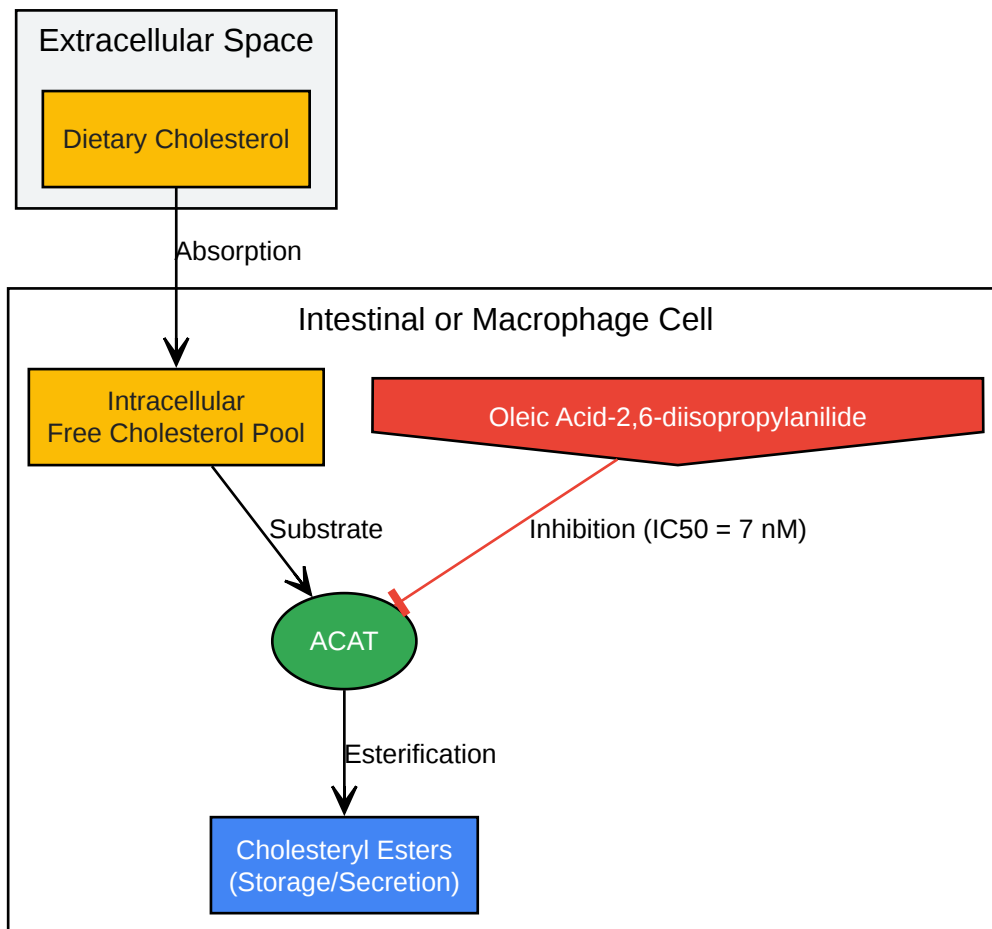 Extracellular Space
Dietary Cholesterol
Absorption
Intestinal or Macrophage Cell
Intracellular
Free Cholesterol Pool
Oleic Acid-2,6-diisopropylanilide
Substrate
Inhibition (IC50 = 7 nM)
ACAT
Esterification
Cholesteryl Esters
(Storage/Secretion)